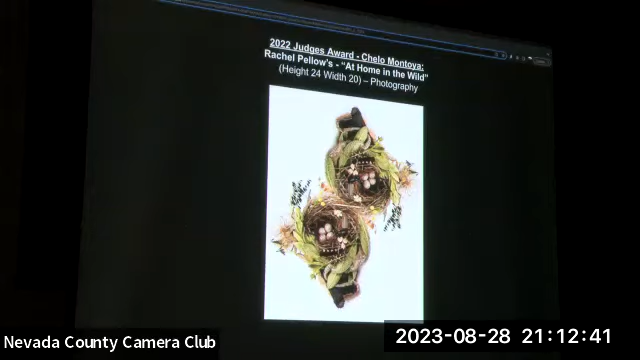 2022 Judges Award - Chelo Montoya:
Rachel Pellow's - "At Home in the Wild"
(Height 24 Width 20) – Photography
Nevada County Camera Club
2023-08-28 21:12:41